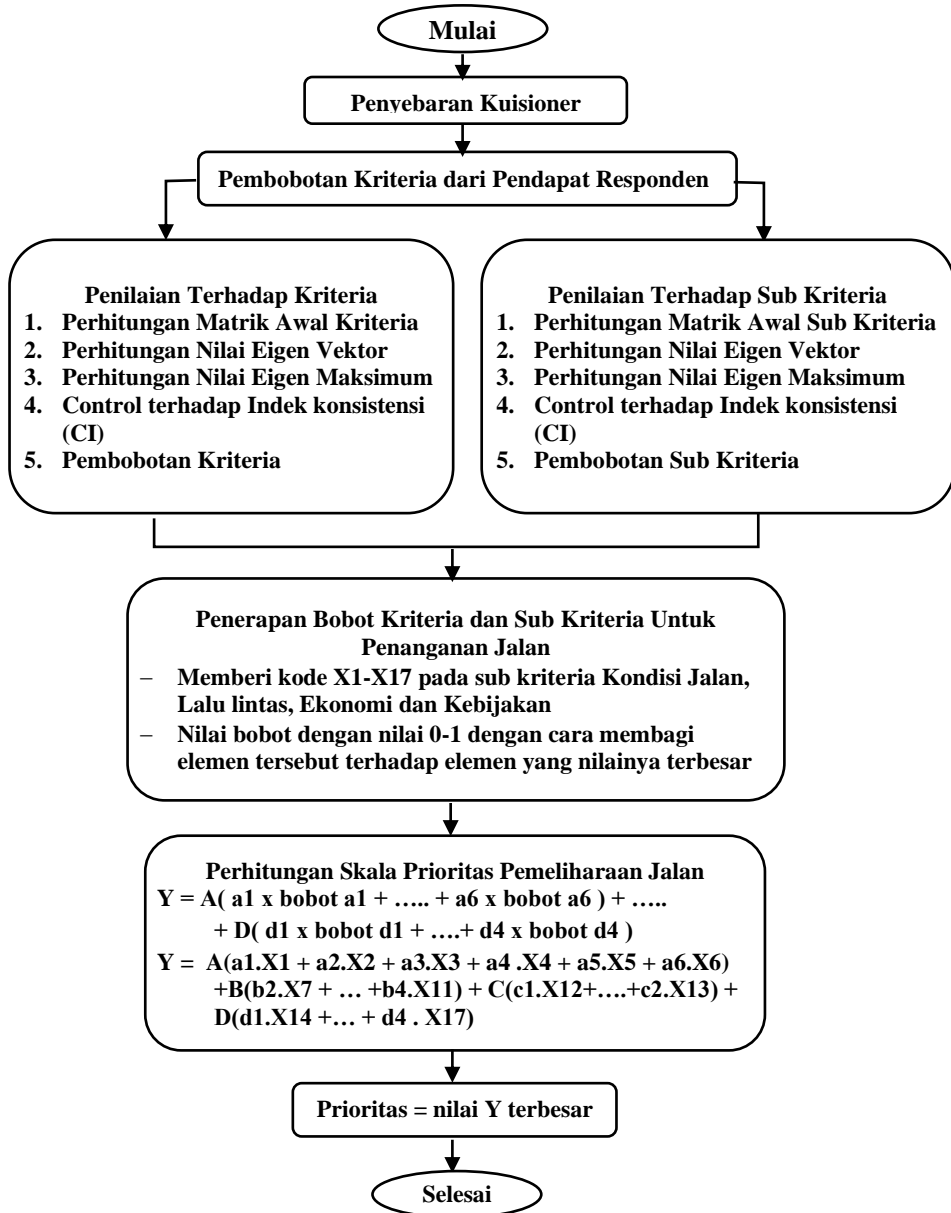 Mulai
Penyebaran Kuisioner
Pembobotan Kriteria dari Pendapat Responden
Penilaian Terhadap Kriteria
1. Perhitungan Matrik Awal Kriteria
2. Perhitungan Nilai Eigen Vektor
3. Perhitungan Nilai Eigen Maksimum
4. Control terhadap Indek konsistensi
(CI)
5. Pembobotan Kriteria
Penilaian Terhadap Sub Kriteria
1. Perhitungan Matrik Awal Sub Kriteria
2. Perhitungan Nilai Eigen Vektor
3. Perhitungan Nilai Eigen Maksimum
4. Control terhadap Indek konsistensi
(CI)
5. Pembobotan Sub Kriteria
Penerapan Bobot Kriteria dan Sub Kriteria Untuk
Penanganan Jalan
– Memberi kode X1-X17 pada sub kriteria Kondisi Jalan,
Lalu lintas, Ekonomi dan Kebijakan
– Nilai bobot dengan nilai 0-1 dengan cara membagi
elemen tersebut terhadap elemen yang nilainya terbesar
Perhitungan Skala Prioritas Pemeliharaan Jalan
Y = A( a1 x bobot a1 + ….. + a6 x bobot a6 ) + …..
+ D( d1 x bobot d1 + ….+ d4 x bobot d4 )
Y = A(a1.X1 + a2.X2 + a3.X3 + a4 .X4 + a5.X5 + a6.X6)
+B(b2.X7 + … +b4.X11) + C(c1.X12+….+c2.X13) +
D(d1.X14 +… + d4 . X17)
Prioritas = nilai Y terbesar
Selesai